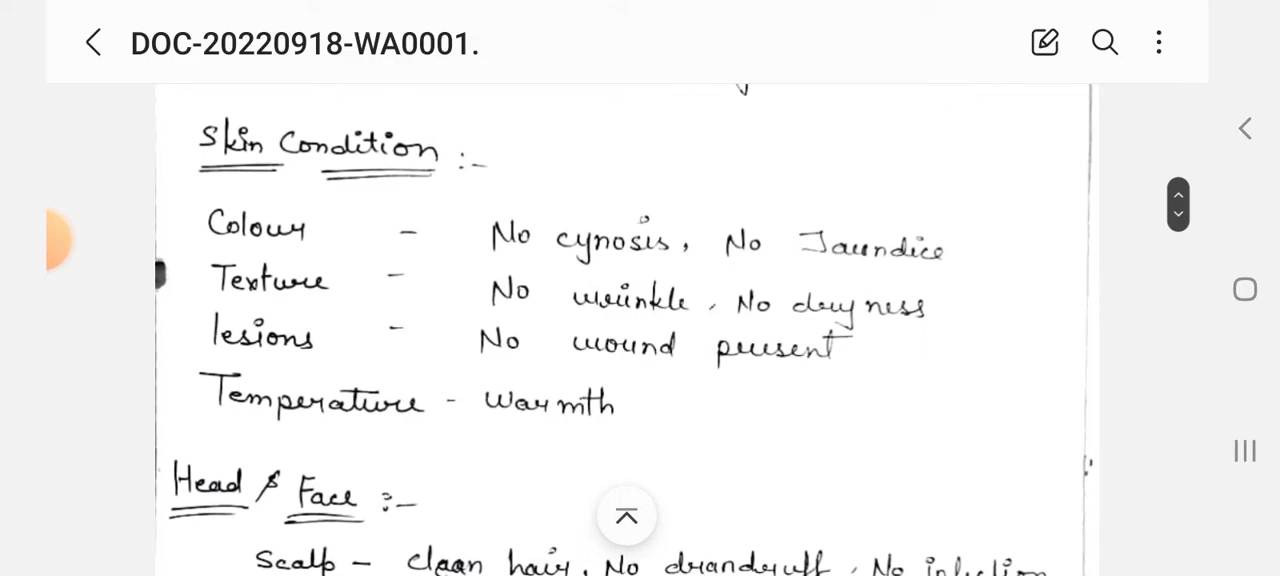 DOC-20220918-WA0001.
Skin Condition :-
Colour - No cynosis, No Jaundice
Texture - No wrinkle, No dryness
lesions - No wound present
Temperature - Warmth
Head & Face :-
Scalp - clean hair, No drandruff, No infection